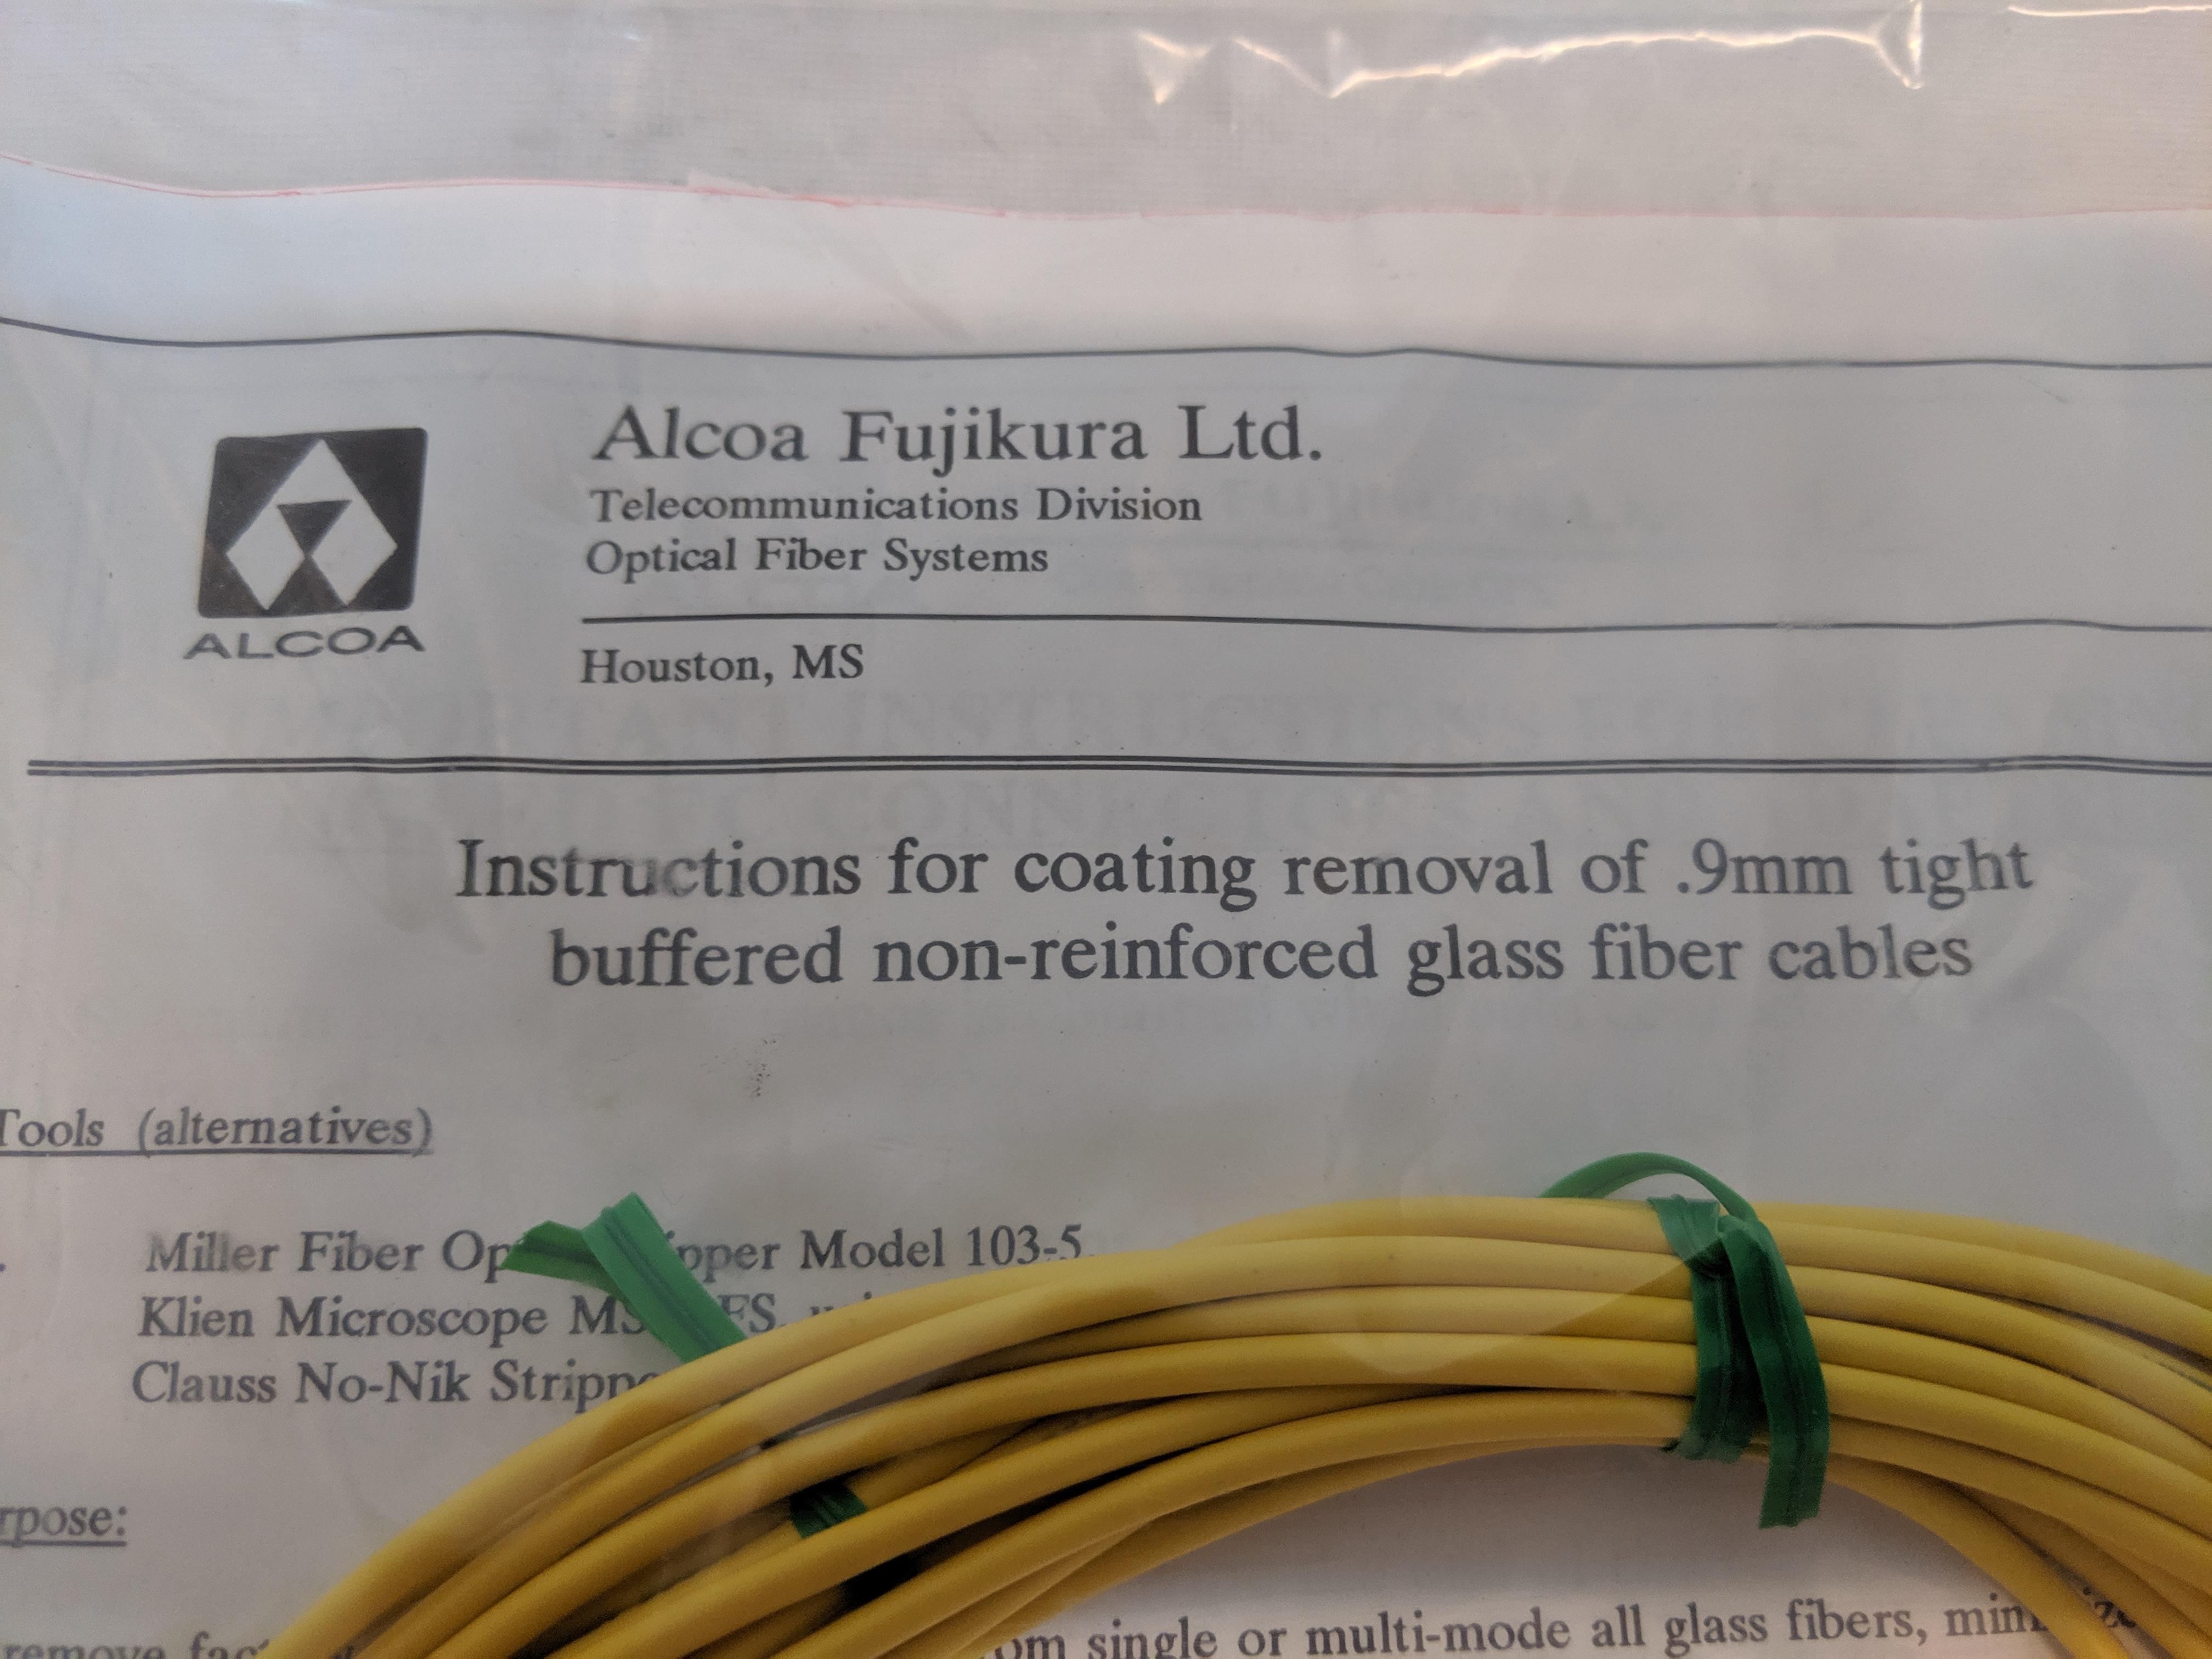 Alcoa Fujikura Ltd.
Telecommunications Division
Optical Fiber Systems
ALCOA
Houston, MS
Instructions for coating removal of .9mm tight
buffered non-reinforced glass fiber cables
Tools (alternatives)
Miller Fiber Model 103-5
Klien Microscope
Clauss No-Nik
remove single or multi-mode all glass fibers,